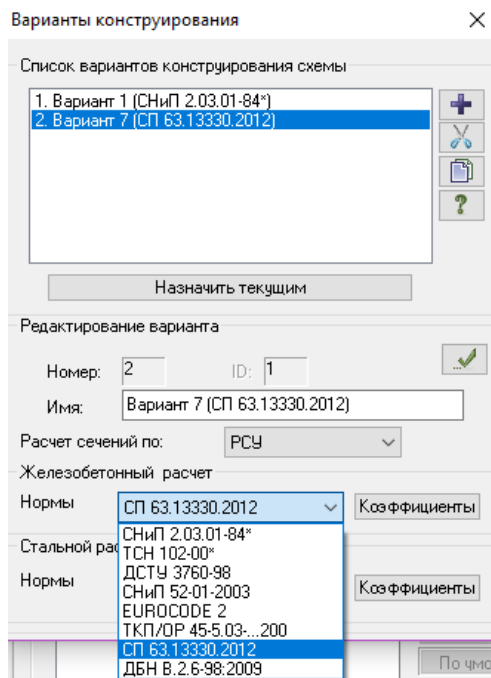 Варианты конструирования
Список вариантов конструирования схемы
1. Вариант 1 (СНиП 2.03.01-84*)
2. Вариант 7 (СП 63.13330.2012)
Назначить текущим
Редактирование варианта
Номер: 2 ID: 1
Имя: Вариант 7 (СП 63.13330.2012)
Расчет сечений по: РСУ
Железобетонный расчет
Нормы СП 63.13330.2012 Коэффициенты
СНиП 2.03.01-84*
Стальной рас ТСН 102-00*
ДСТУ 3760-98
Нормы СНиП 52-01-2003 Коэффициенты
EUROCODE 2
ТКП/ОР 45-5.03-...200
СП 63.13330.2012
ДБН В.2.6-98:2009 По умо